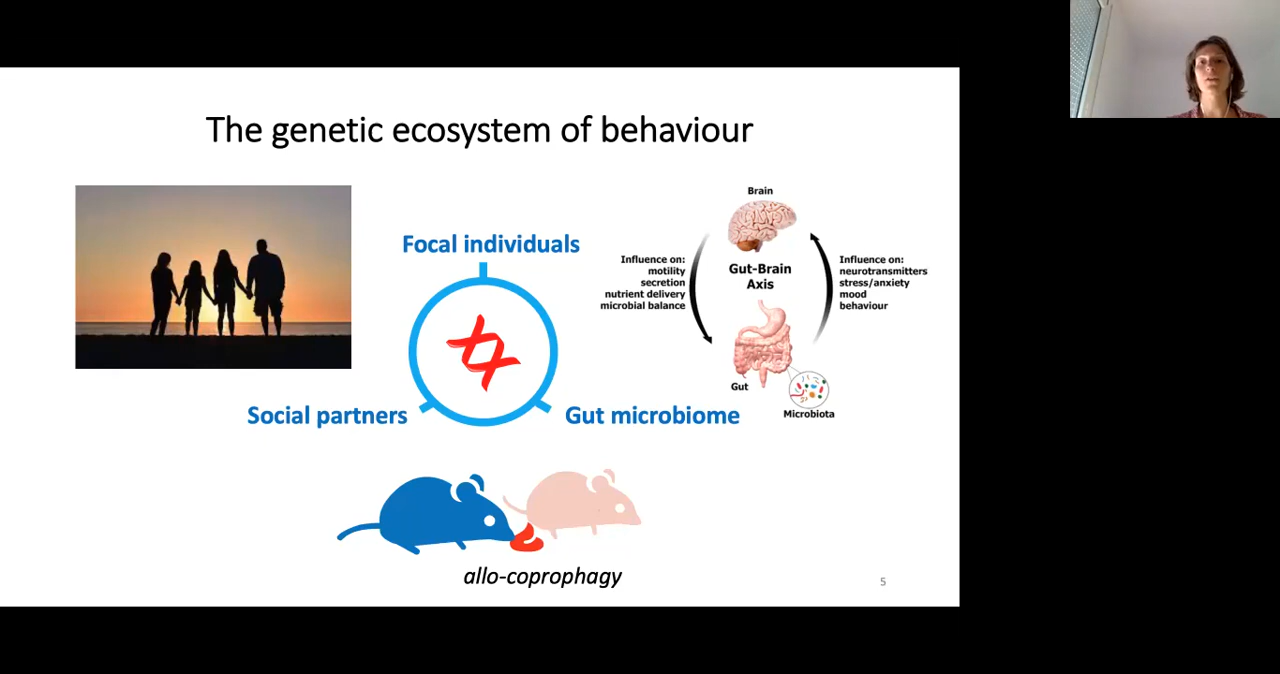 The genetic ecosystem of behaviour
Focal individuals
Social partners
Gut microbiome
Brain
Influence on:
motility
secretion
nutrient delivery
microbial balance
Gut-Brain
Axis
Influence on:
neurotransmitters
stress/anxiety
mood
behaviour
Gut
Microbiota
allo-coprophagy
5